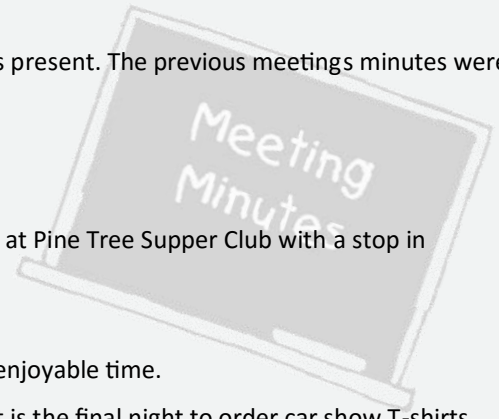 s present. The previous meetings minutes were
Meeting
Minutes
at Pine Tree Supper Club with a stop in
enjoyable time.
is the final night to order car show T-shirts